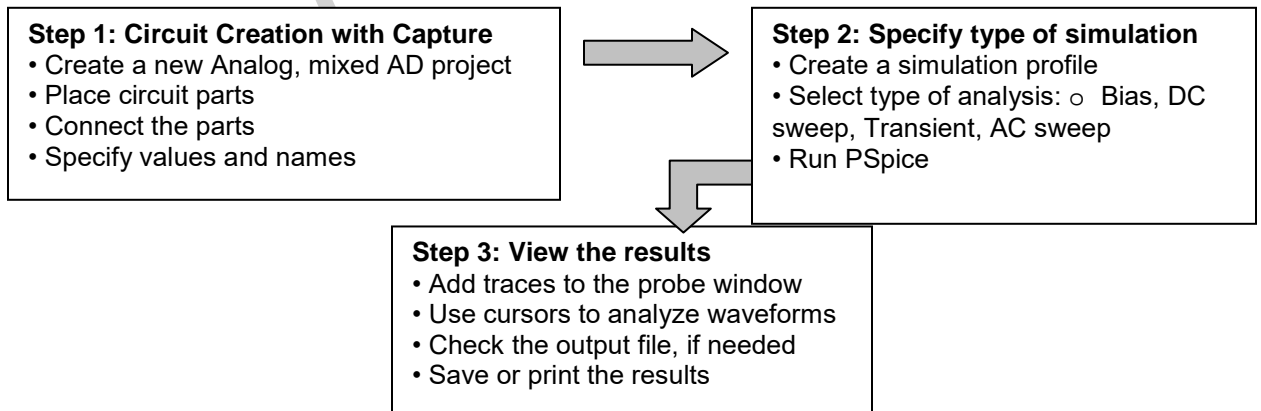 Step 1: Circuit Creation with Capture
• Create a new Analog, mixed AD project
• Place circuit parts
• Connect the parts
• Specify values and names
Step 2: Specify type of simulation
• Create a simulation profile
• Select type of analysis: o Bias, DC
sweep, Transient, AC sweep
• Run PSpice
Step 3: View the results
• Add traces to the probe window
• Use cursors to analyze waveforms
• Check the output file, if needed
• Save or print the results